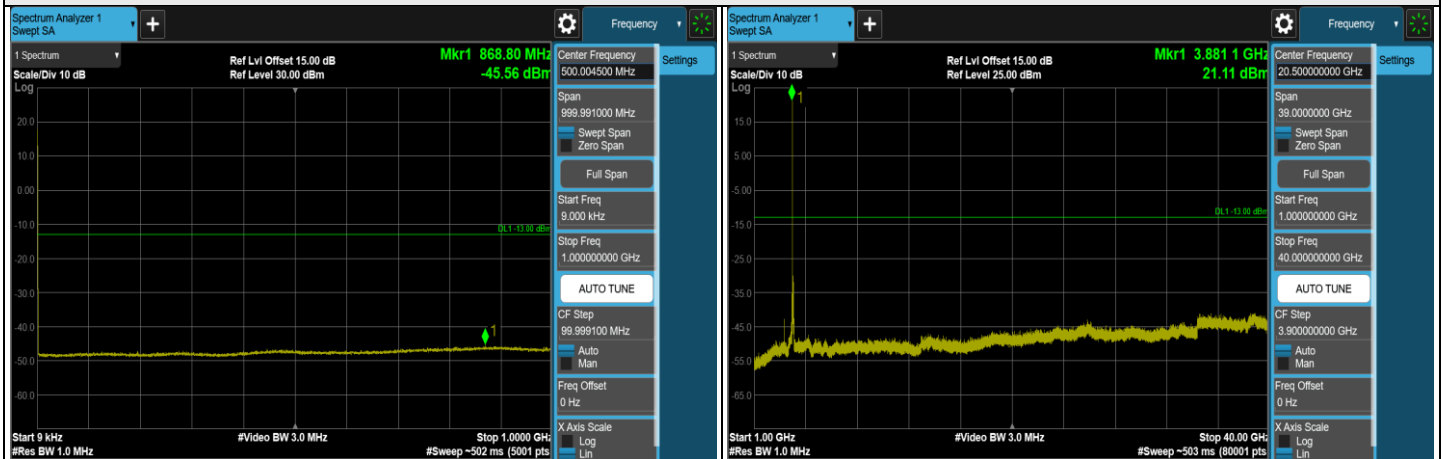 Spectrum Analyzer 1
Swept SA
+
Frequency
1 Spectrum
Scale/Div 10 dB
Log
Ref Lvl Offset 15.00 dB
Ref Level 30.00 dBm
Mkr1 868.80 MHz
-45.56 dBm
20.0
10.0
0.00
-10.0
-20.0
-30.0
-40.0
-50.0
-60.0
DL1 -13.00 dBm
1
Start 9 kHz
#Res BW 1.0 MHz
#Video BW 3.0 MHz
Stop 1.0000 GHz
#Sweep ~502 ms (5001 pts
Center Frequency
500.004500 MHz
Settings
Span
999.991000 MHz
Swept Span
Zero Span
Full Span
Start Freq
9.000 kHz
Stop Freq
1.000000000 GHz
AUTO TUNE
CF Step
99.999100 MHz
Auto
Man
Freq Offset
0 Hz
X Axis Scale
Log
Lin
Spectrum Analyzer 1
Swept SA
+
Frequency
1 Spectrum
Scale/Div 10 dB
Log
Ref Lvl Offset 15.00 dB
Ref Level 25.00 dBm
Mkr1 3.881 1 GHz
21.11 dBm
1
15.0
5.00
-5.00
-15.0
-25.0
-35.0
-45.0
-55.0
-65.0
DL1 -13.00 dBm
Start 1.00 GHz
#Res BW 1.0 MHz
#Video BW 3.0 MHz
Stop 40.00 GHz
#Sweep ~503 ms (80001 pts
Center Frequency
20.500000000 GHz
Settings
Span
39.0000000 GHz
Swept Span
Zero Span
Full Span
Start Freq
1.000000000 GHz
Stop Freq
40.000000000 GHz
AUTO TUNE
CF Step
3.900000000 GHz
Auto
Man
Freq Offset
0 Hz
X Axis Scale
Log
Lin